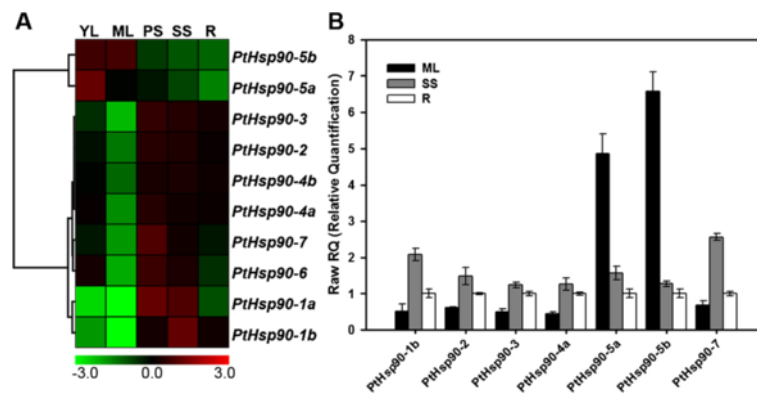 A
YL ML PS SS R
PtHsp90-5b
PtHsp90-5a
PtHsp90-3
PtHsp90-2
PtHsp90-4b
PtHsp90-4a
PtHsp90-7
PtHsp90-6
PtHsp90-1a
PtHsp90-1b
-3.0 0.0 3.0
B
Raw RQ (Relative Quantification)
8
7
6
5
4
3
2
1
0
ML
SS
R
PtHsp90-1b
PtHsp90-2
PtHsp90-3
PtHsp90-4a
PtHsp90-5a
PtHsp90-5b
PtHsp90-7